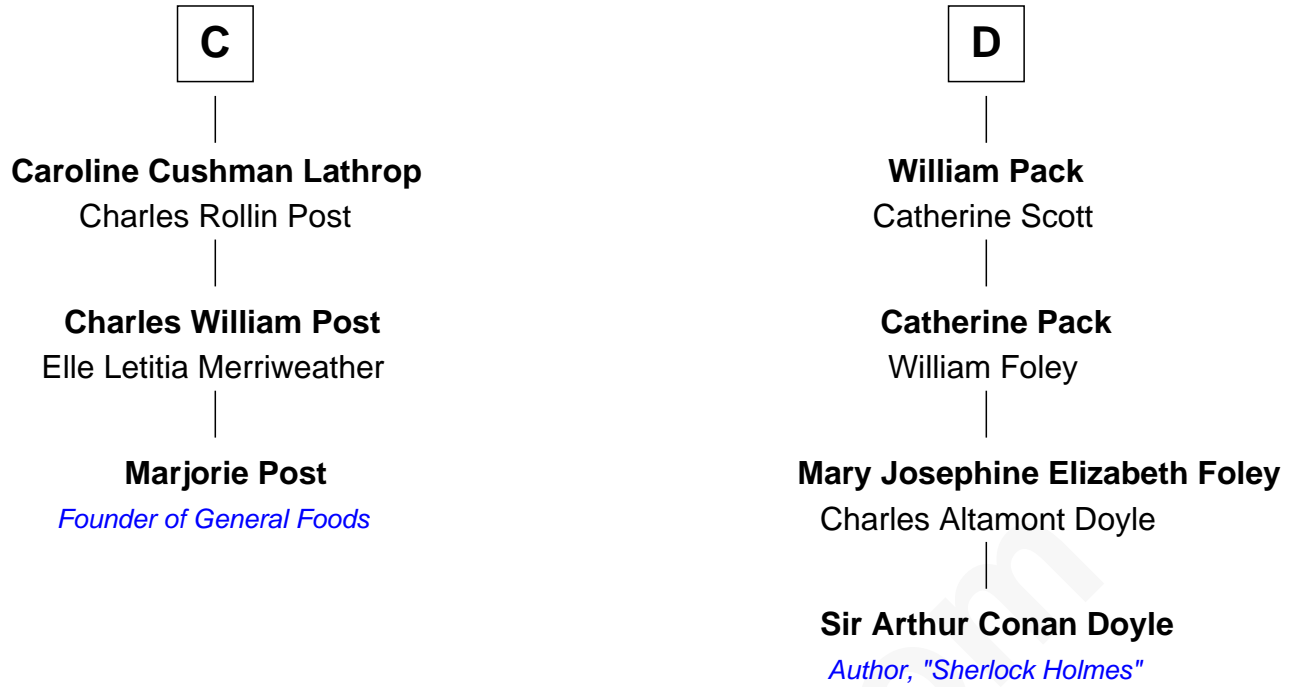 C
Caroline Cushman Lathrop
Charles Rollin Post
Charles William Post
Elle Letitia Merriweather
Marjorie Post
Founder of General Foods
D
William Pack
Catherine Scott
Catherine Pack
William Foley
Mary Josephine Elizabeth Foley
Charles Altamont Doyle
Sir Arthur Conan Doyle
Author, "Sherlock Holmes"
om